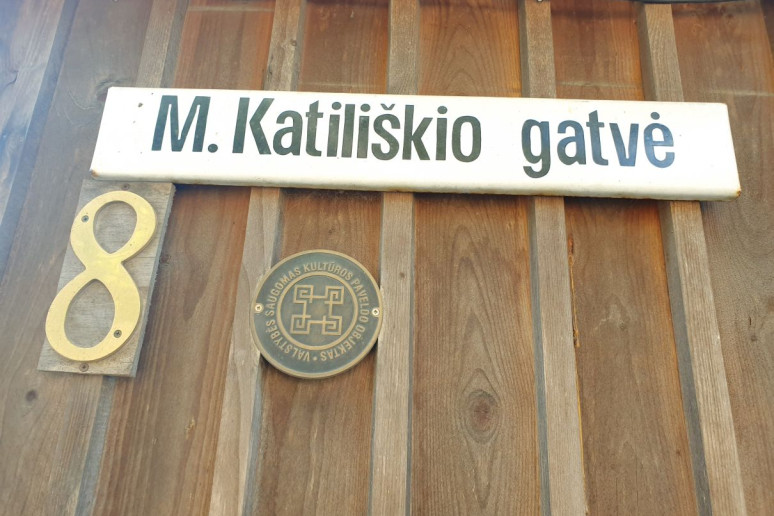 M. Katiliškio gatvė
8
VALSTYBĖS SAUGOMAS KULTŪROS PAVELDO OBJEKTAS •